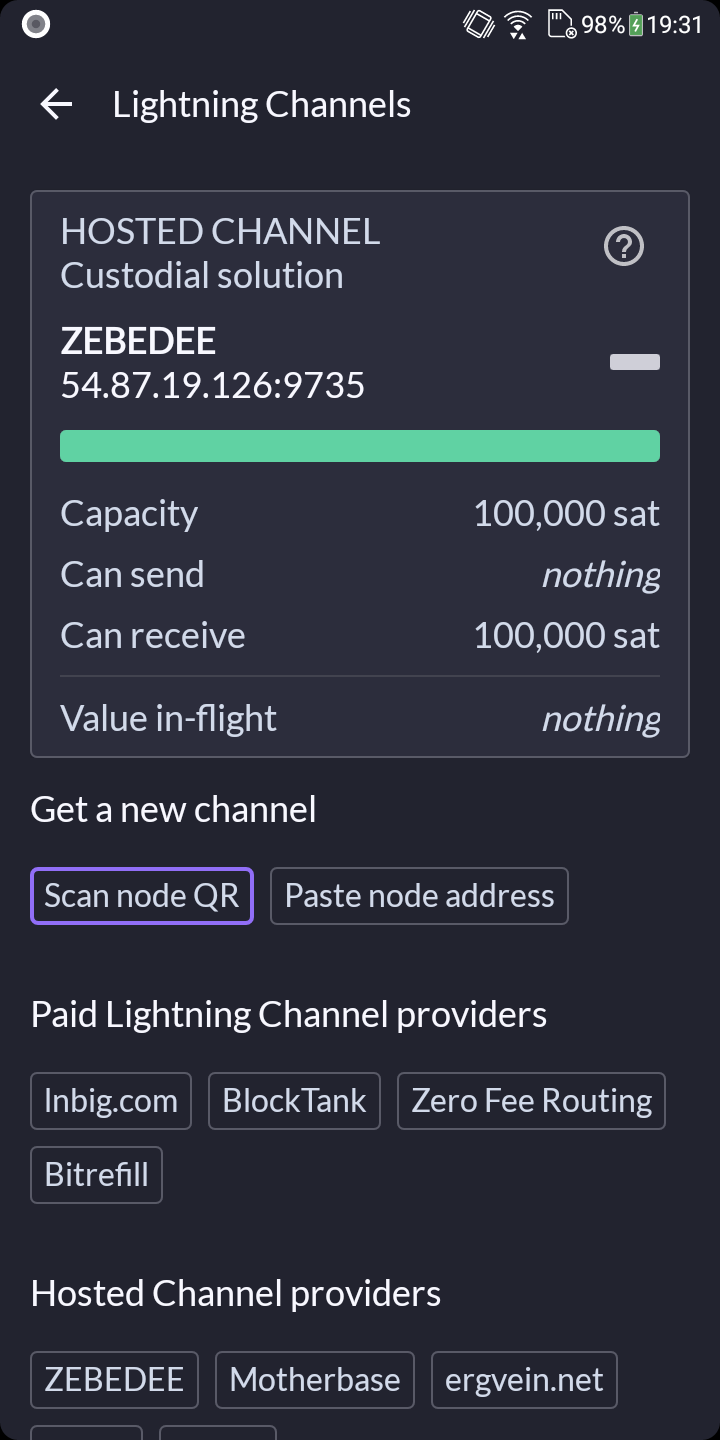 98% 19:31
Lightning Channels
HOSTED CHANNEL
Custodial solution
ZEBEDEE
54.87.19.126:9735
Capacity 100,000 sat
Can send nothing
Can receive 100,000 sat
Value in-flight nothing
Get a new channel
Scan node QR Paste node address
Paid Lightning Channel providers
lnbig.com BlockTank Zero Fee Routing
Bitrefill
Hosted Channel providers
ZEBEDEE Motherbase ergvein.net